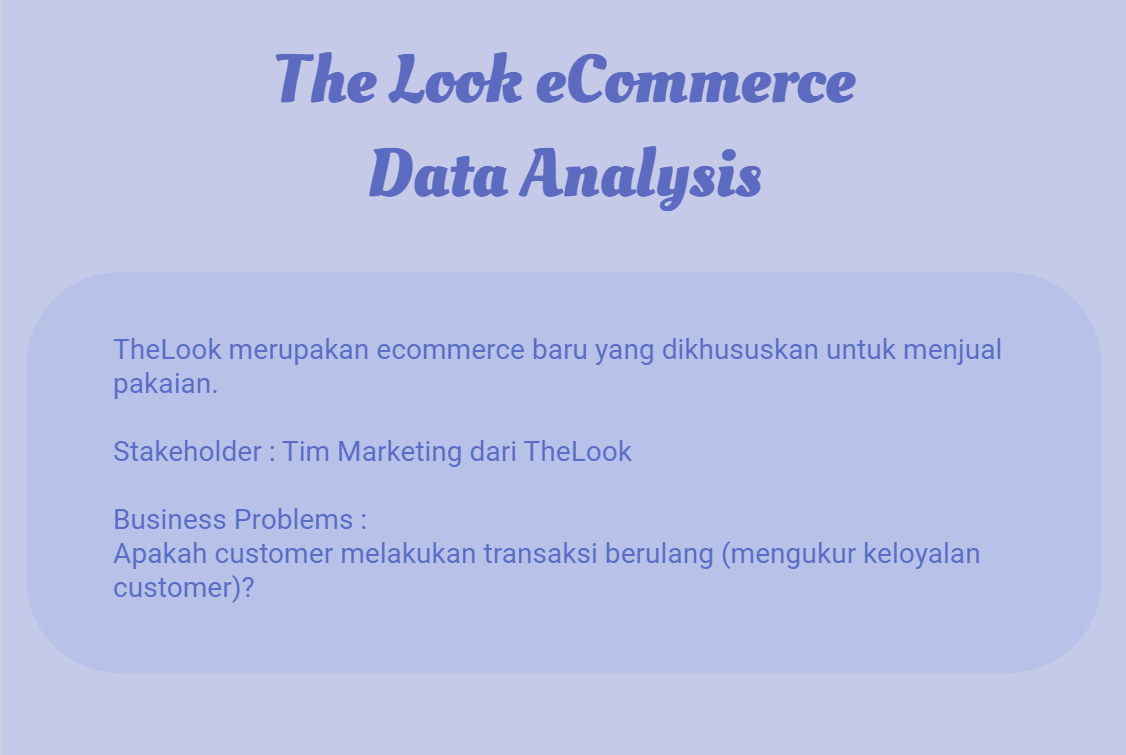 The Look eCommerce
Data Analysis
TheLook merupakan ecommerce baru yang dikhususkan untuk menjual
pakaian.
Stakeholder : Tim Marketing dari TheLook
Business Problems :
Apakah customer melakukan transaksi berulang (mengukur keloyalan
customer)?